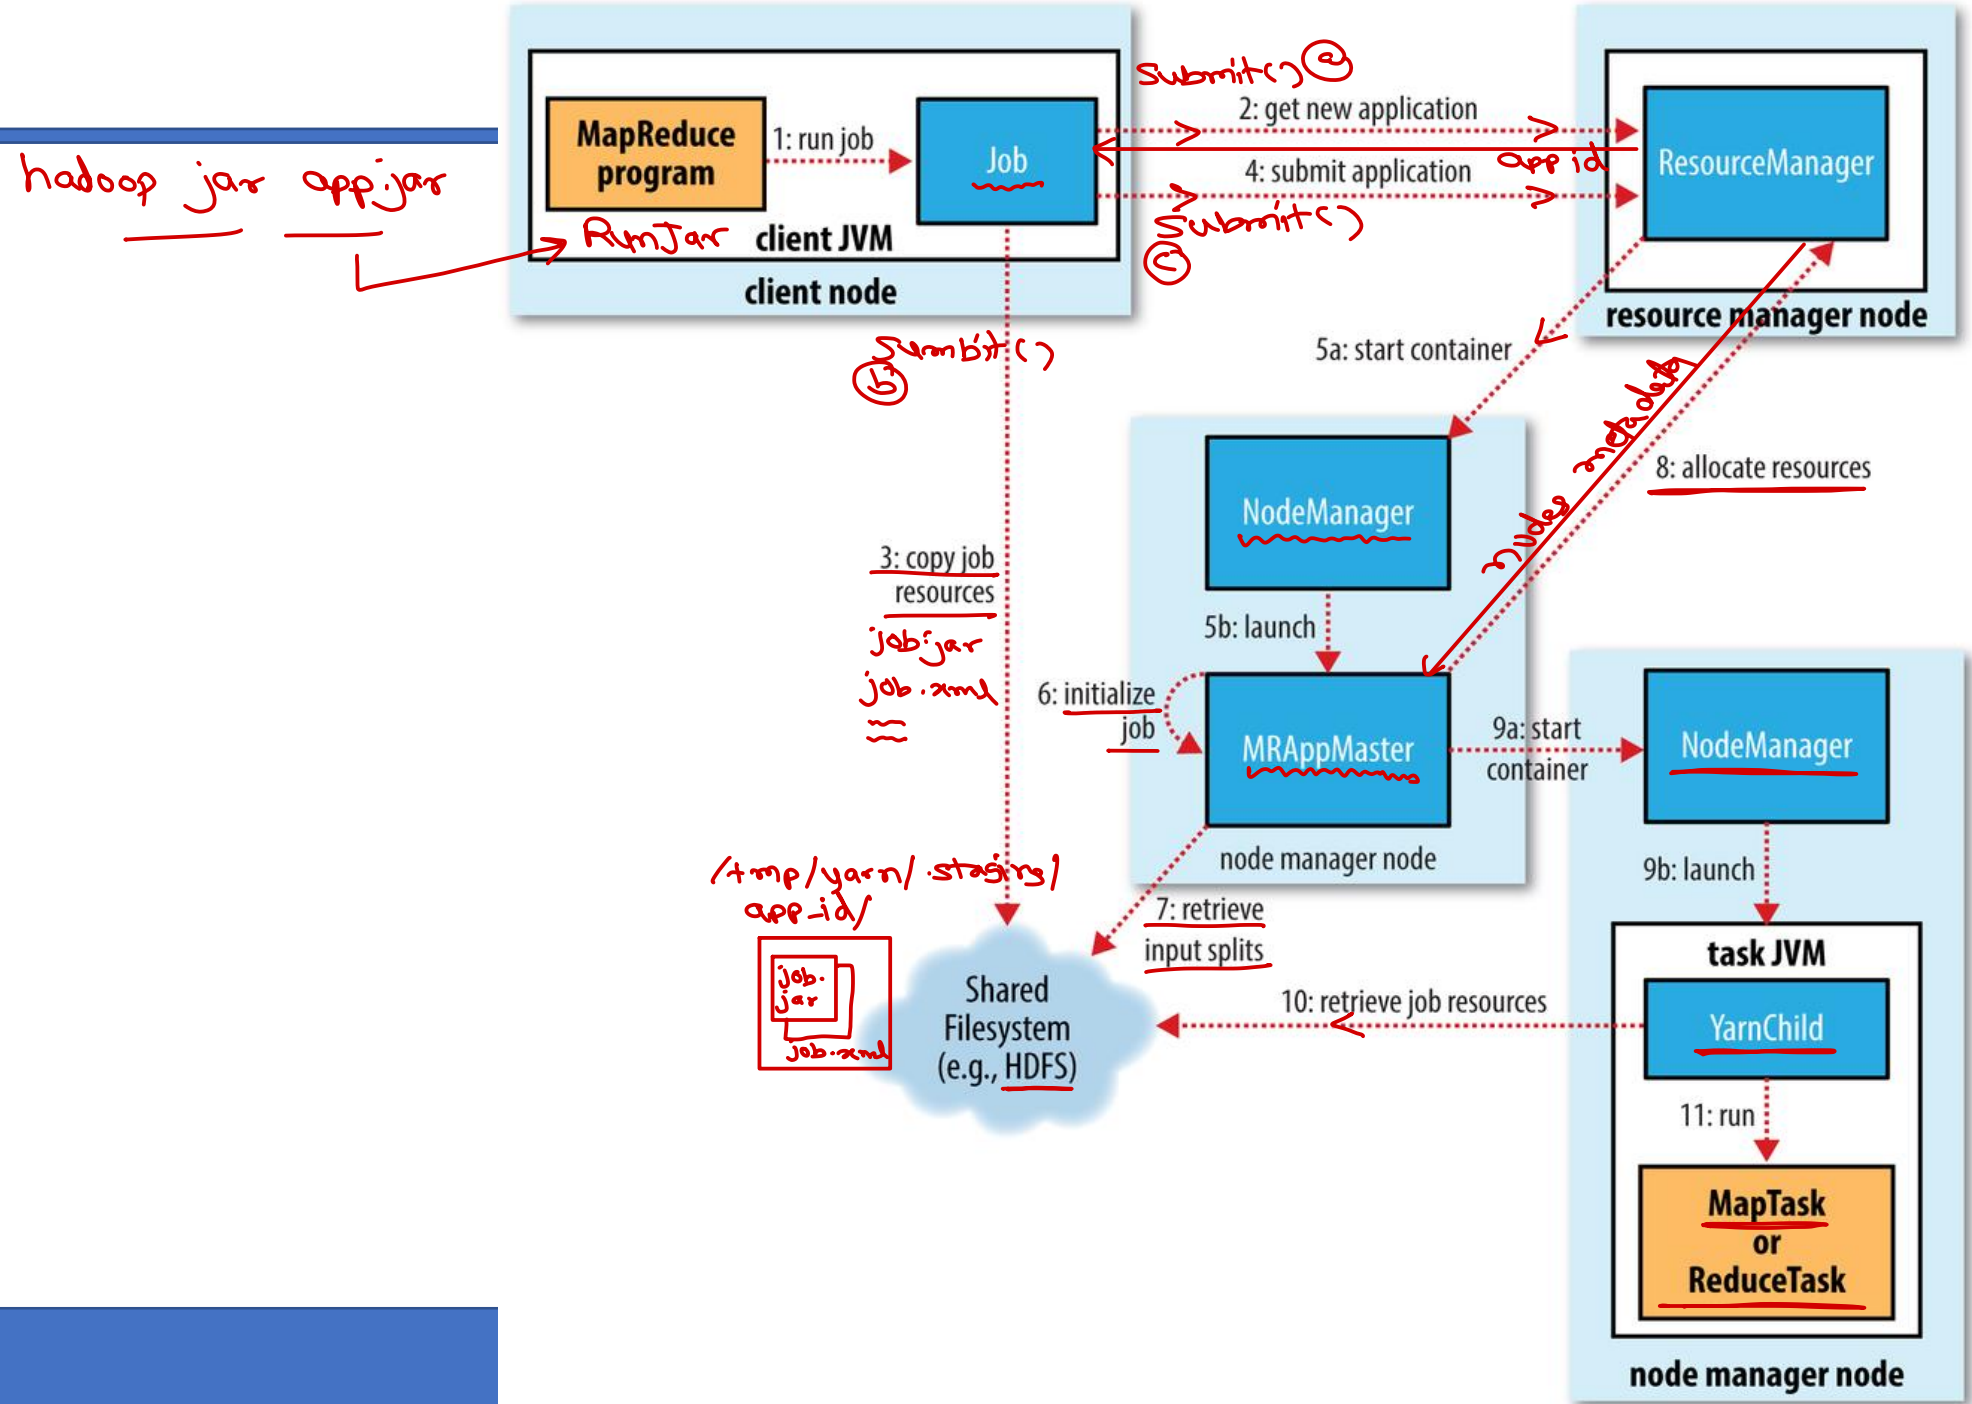 submit() a
2: get new application
MapReduce
program
1: run job
Job
app id
ResourceManager
hadoop jar app.jar
4: submit application
submit()
c
RunJar
client JVM
client node
resource manager node
sumbit()
b
5a: start container
nodes metadata
8: allocate resources
NodeManager
3: copy job
resources
job.jar
job.xml
5b: launch
6: initialize
job
MRAppMaster
9a: start
container
NodeManager
node manager node
9b: launch
/tmp/yarn/.staging/
app_id/
7: retrieve
input splits
task JVM
job.
jar
job.xml
Shared
Filesystem
(e.g., HDFS)
10: retrieve job resources
YarnChild
11: run
MapTask
or
ReduceTask
node manager node